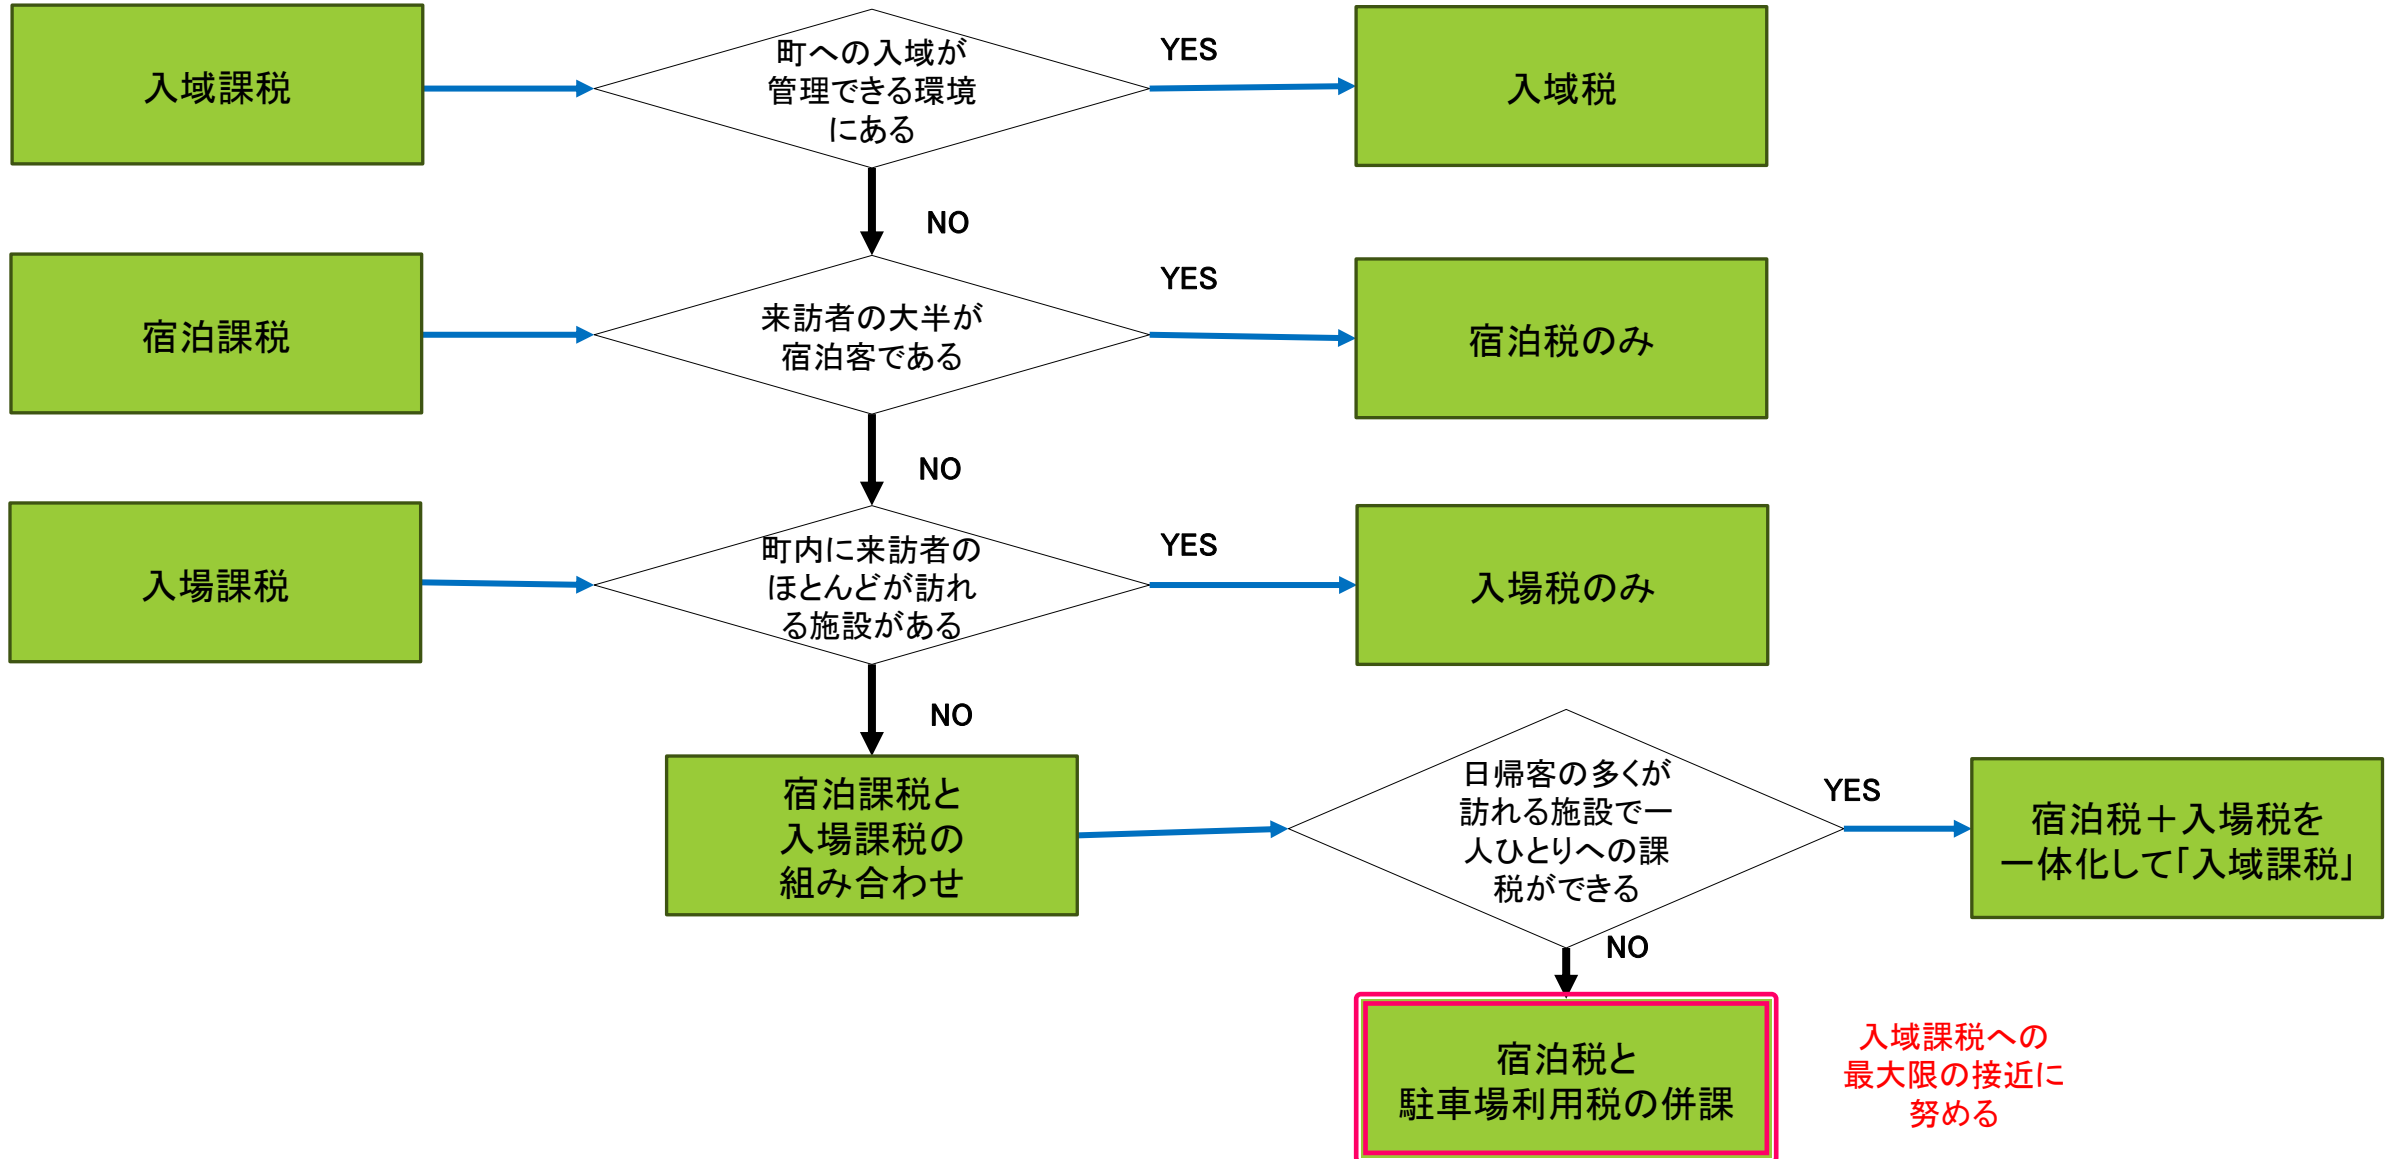 入域課税
町への入域が
管理できる環境
にある
YES
入域税
NO
宿泊課税
来訪者の大半が
宿泊客である
YES
宿泊税のみ
NO
入場課税
町内に来訪者の
ほとんどが訪れ
る施設がある
YES
入場税のみ
NO
宿泊課税と
入場課税の
組み合わせ
日帰客の多くが
訪れる施設で一
人ひとりへの課
税ができる
YES
宿泊税＋入場税を
一体化して「入域課税」
NO
宿泊税と
駐車場利用税の併課
入域課税への
最大限の接近に
努める